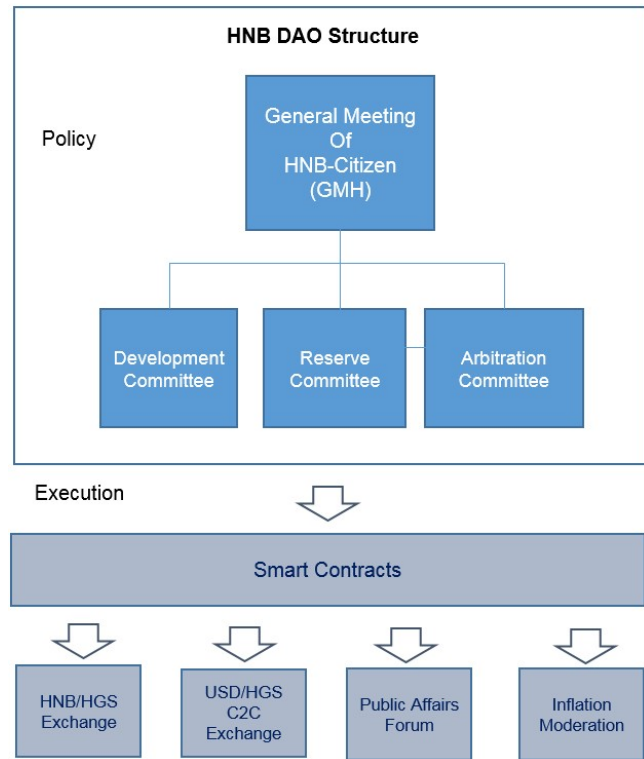 HNB DAO Structure
Policy
General Meeting
Of
HNB-Citizen
(GMH)
Development
Committee
Reserve
Committee
Arbitration
Committee
Execution
Smart Contracts
HNB/HGS
Exchange
USD/HGS
C2C
Exchange
Public Affairs
Forum
Inflation
Moderation